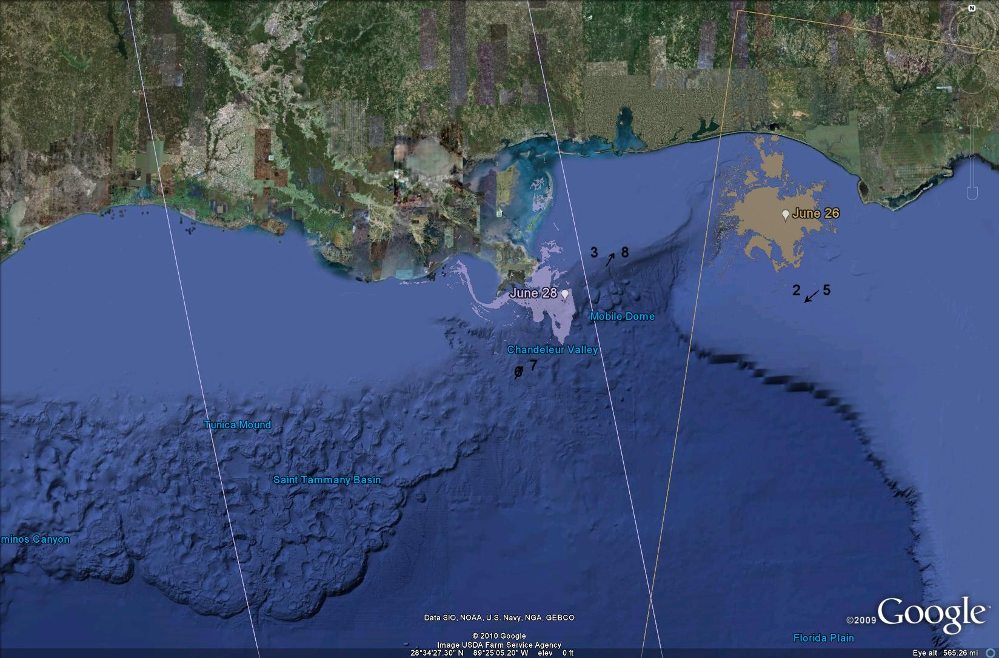 N
June 26
3 8
June 28
2 5
Mobile Dome
Chandeleur Valley
6 7
Tunica Mound
Saint Tammany Basin
minos Canyon
Data SIO, NOAA, U.S. Navy, NGA, GEBCO
©2009 Google™
© 2010 Google
Image USDA Farm Service Agency
Florida Plain
28°34'27.30" N 89°25'05.20" W elev 0 ft
Eye alt 565.26 mi